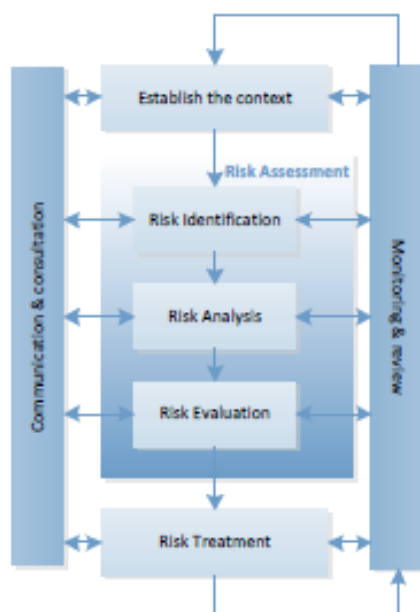 Establish the context
Risk Assessment
Risk Identification
Risk Analysis
Risk Evaluation
Risk Treatment
Communication & consultation
Monitoring & review